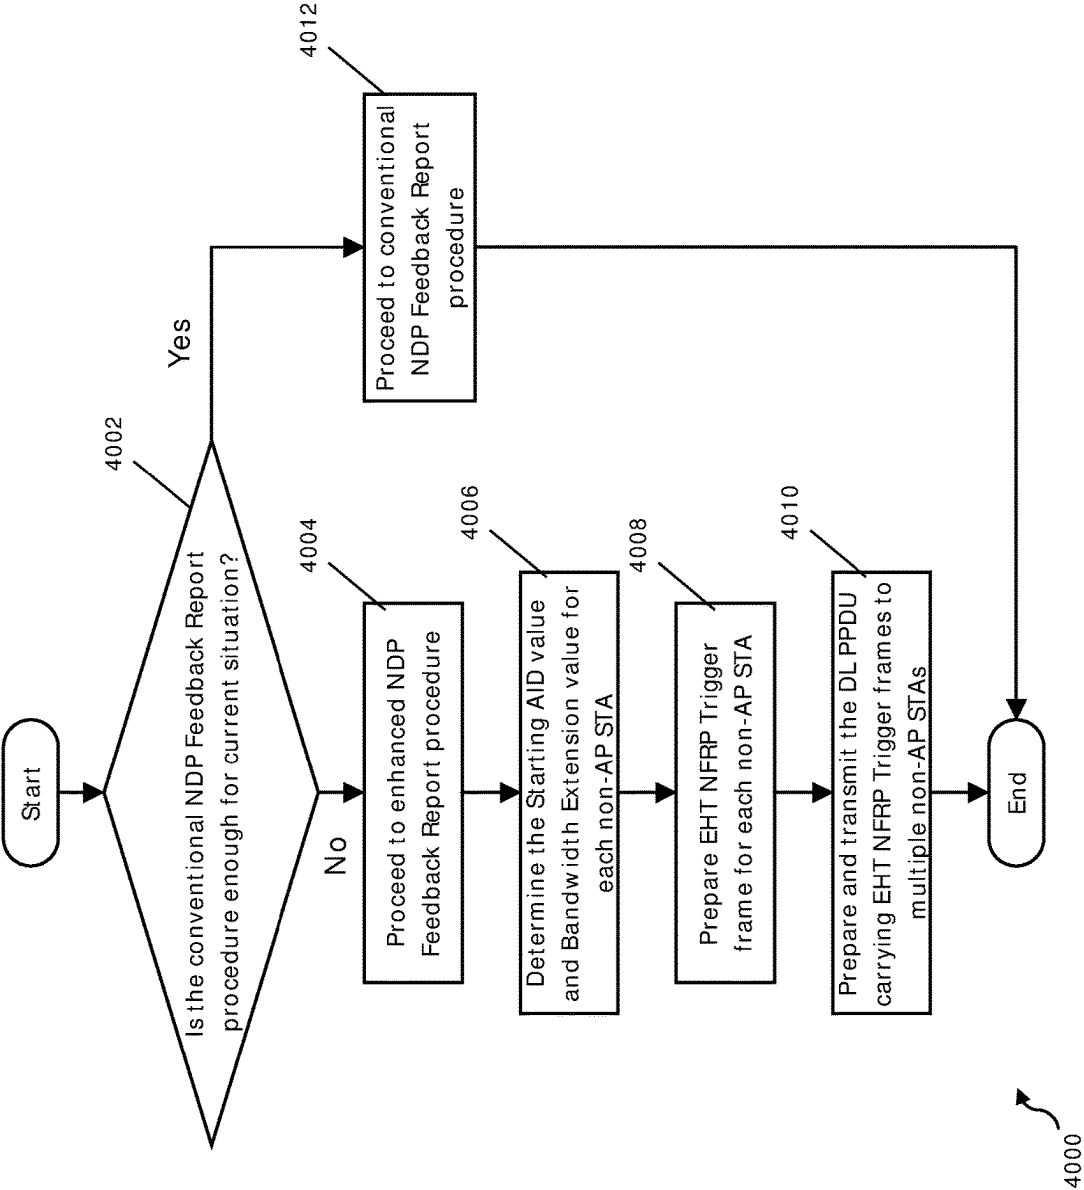 Start
4002
Is the conventional NDP Feedback Report
procedure enough for current situation?
Yes
No
4004
Proceed to enhanced NDP
Feedback Report procedure
4012
Proceed to conventional
NDP Feedback Report
procedure
4006
Determine the Starting AID value
and Bandwidth Extension value for
each non-AP STA
4008
Prepare EHT NFRP Trigger
frame for each non-AP STA
4010
Prepare and transmit the DL PPDU
carrying EHT NFRP Trigger frames to
multiple non-AP STAs
End
4000